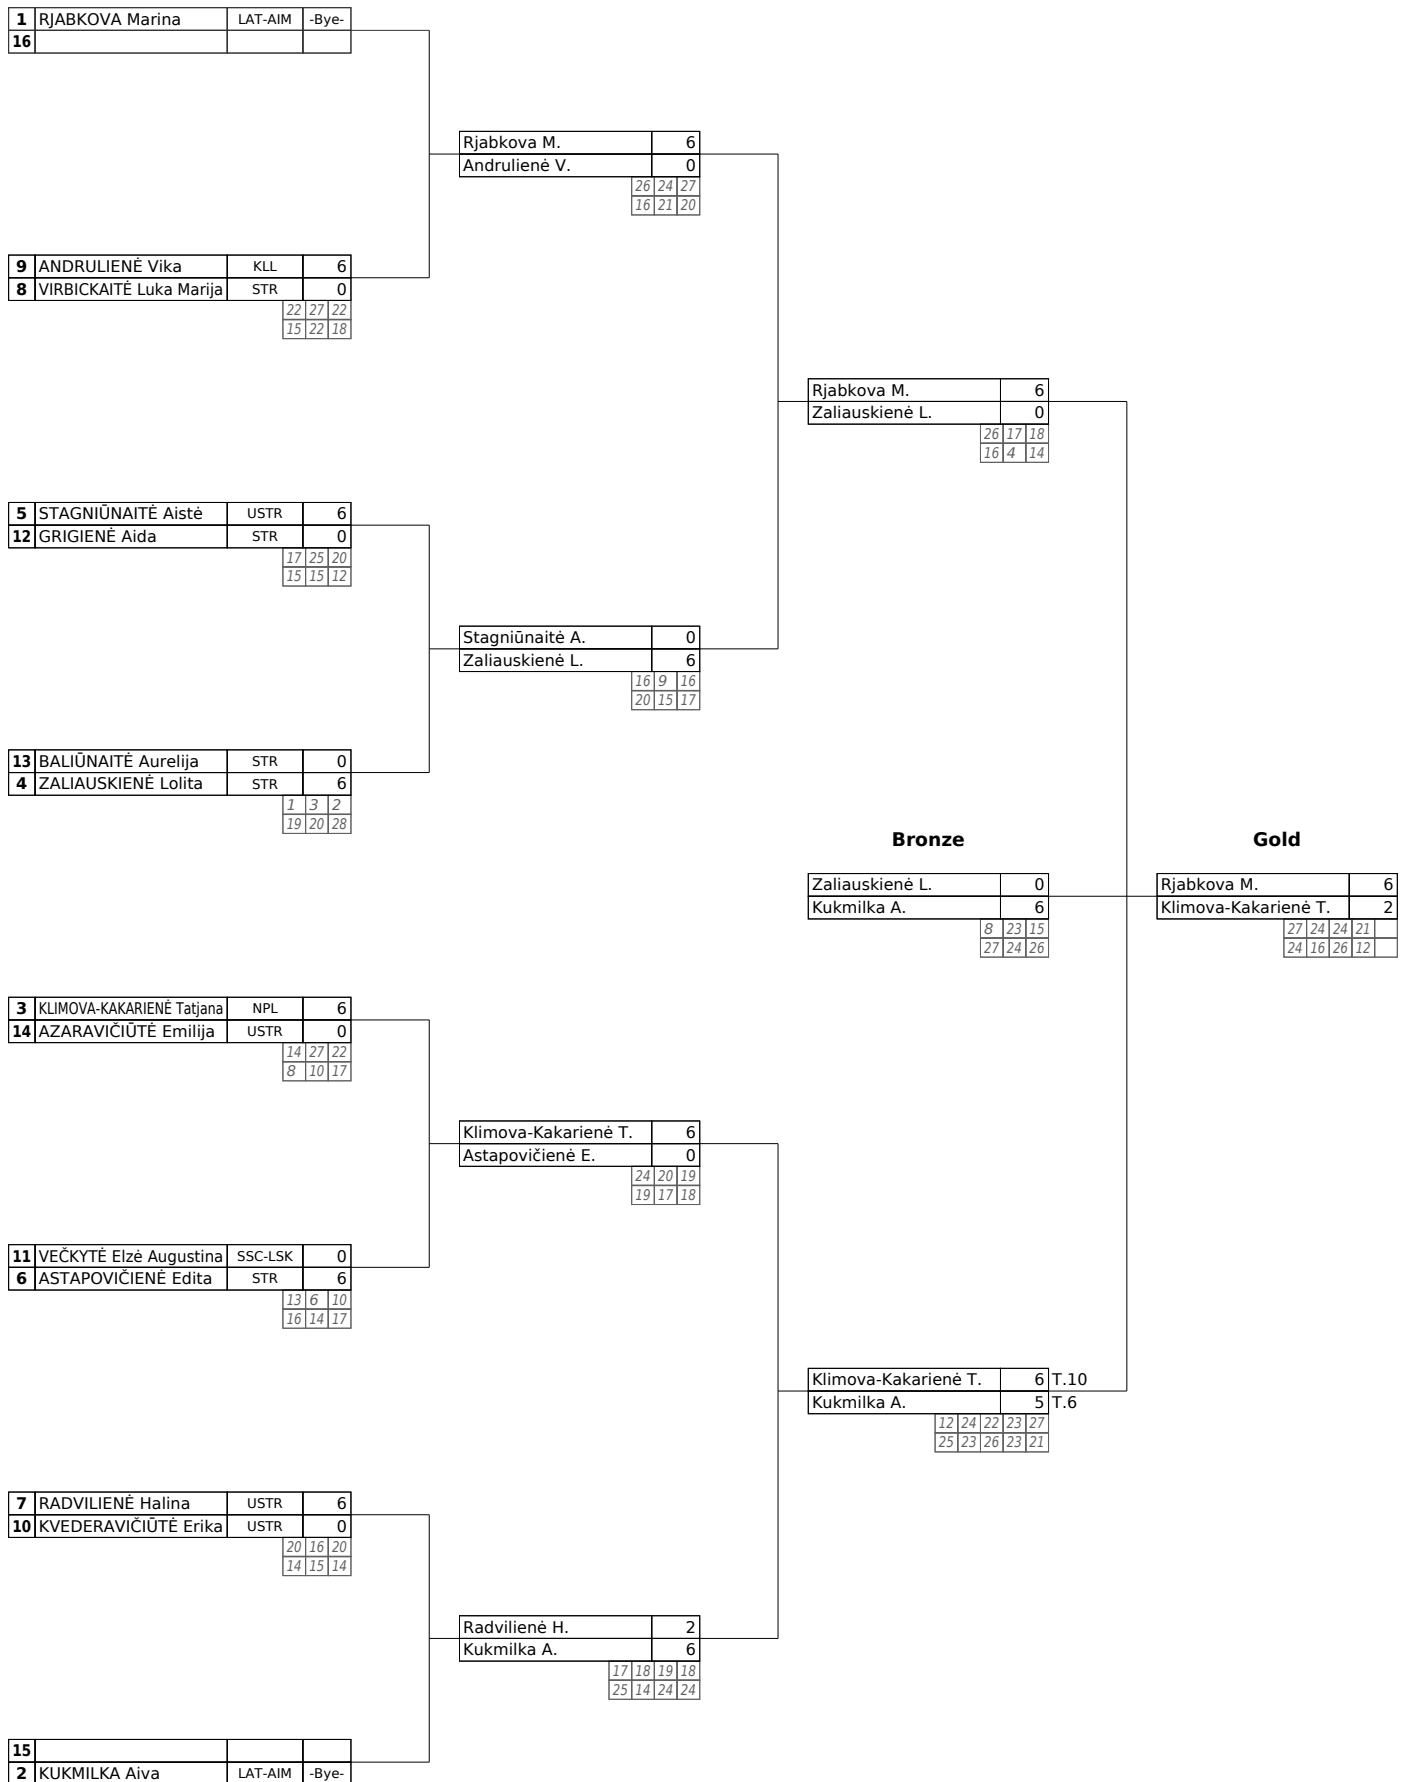 1 RJABKOVA Marina LAT-AIM -Bye-
16
Rjabkova M. 6
Andrulienė V. 0
26 24 27
16 21 20
9 ANDRULIENĖ Vika KLL 6
8 VIRBICKAITĖ Luka Marija STR 0
22 27 22
15 22 18
Rjabkova M. 6
Zaliauskienė L. 0
26 17 18
16 4 14
5 STAGNIŪNAITĖ Aistė USTR 6
12 GRIGIENĖ Aida STR 0
17 25 20
15 15 12
Stagniūnaitė A. 0
Zaliauskienė L. 6
16 9 16
20 15 17
13 BALIŪNAITĖ Aurelija STR 0
4 ZALIAUSKIENĖ Lolita STR 6
1 3 2
19 20 28
Bronze Gold
Zaliauskienė L. 0 Rjabkova M. 6
Kukmilka A. 6 Klimova-Kakarienė T. 2
8 23 15 27 24 24 21
27 24 26 24 16 26 12
3 KLIMOVA-KAKARIENĖ Tatjana NPL 6
14 AZARAVIČIŪTĖ Emilija USTR 0
14 27 22
8 10 17
Klimova-Kakarienė T. 6
Astapovičienė E. 0
24 20 19
19 17 18
11 VEČKYTĖ Elzė Augustina SSC-LSK 0
6 ASTAPOVIČIENĖ Edita STR 6
13 6 10
16 14 17
Klimova-Kakarienė T. 6 T.10
Kukmilka A. 5 T.6
12 24 22 23 27
25 23 26 23 21
7 RADVILIENĖ Halina USTR 6
10 KVEDERAVIČIŪTĖ Erika USTR 0
20 16 20
14 15 14
Radvilienė H. 2
Kukmilka A. 6
17 18 19 18
25 14 24 24
15
2 KUKMILKA Aiva LAT-AIM -Bye-